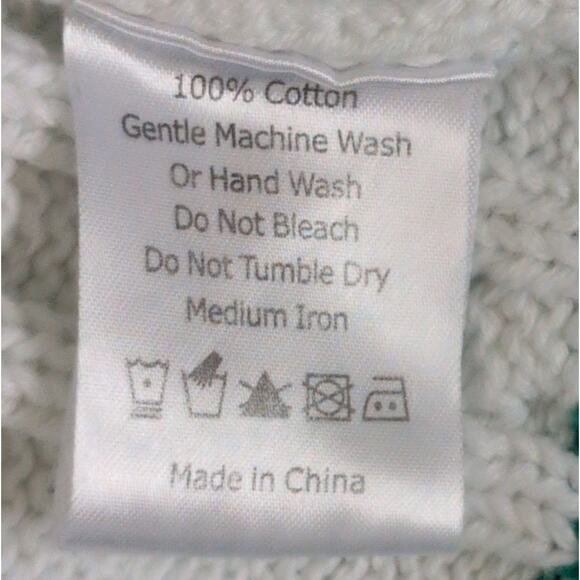 100% Cotton
Gentle Machine Wash
Or Hand Wash
Do Not Bleach
Do Not Tumble Dry
Medium Iron
Made in China